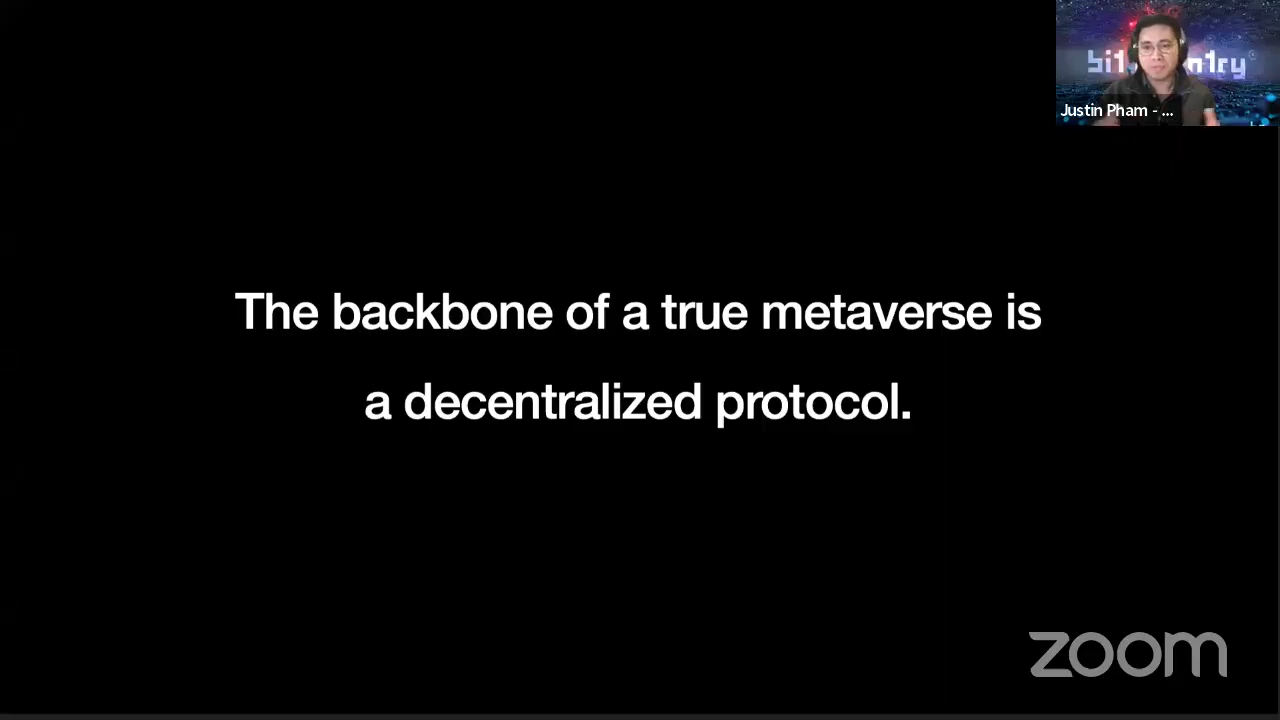 Justin Pham - ...
The backbone of a true metaverse is
a decentralized protocol.
zoom